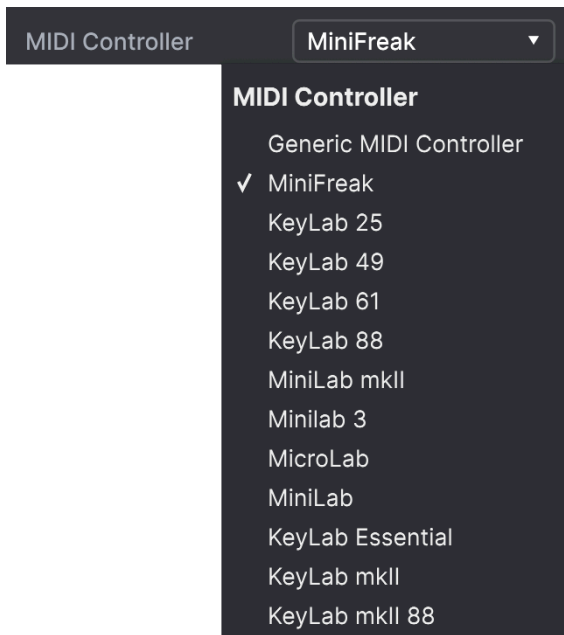 MIDI Controller MiniFreak ▼
MIDI Controller
Generic MIDI Controller
✓ MiniFreak
KeyLab 25
KeyLab 49
KeyLab 61
KeyLab 88
MiniLab mkII
Minilab 3
MicroLab
MiniLab
KeyLab Essential
KeyLab mkII
KeyLab mkII 88